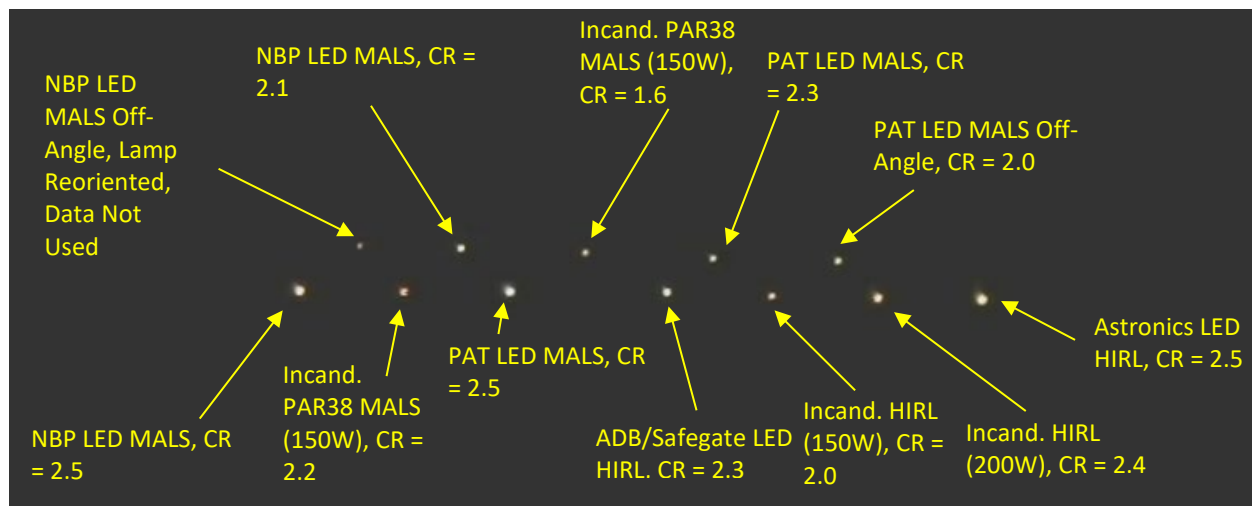 NBP LED
MALS Off-
Angle, Lamp
Reoriented,
Data Not
Used
NBP LED MALS, CR =
2.1
Incand. PAR38
MALS (150W),
CR = 1.6
PAT LED MALS, CR
= 2.3
PAT LED MALS Off-
Angle, CR = 2.0
NBP LED MALS, CR
= 2.5
Incand.
PAR38 MALS
(150W), CR =
2.2
PAT LED MALS, CR
= 2.5
ADB/Safegate LED
HIRL. CR = 2.3
Incand. HIRL
(150W), CR =
2.0
Incand. HIRL
(200W), CR = 2.4
Astronics LED
HIRL, CR = 2.5